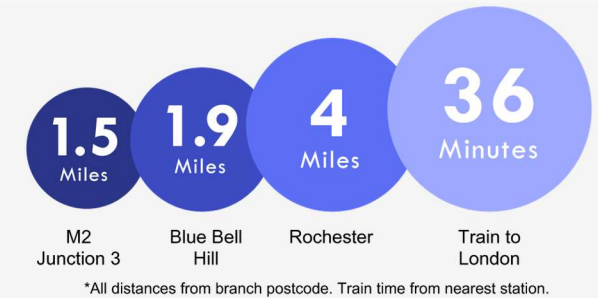 1.5
Miles
1.9
Miles
4
Miles
36
Minutes
M2
Junction 3
Blue Bell
Hill
Rochester
Train to
London
*All distances from branch postcode. Train time from nearest station.